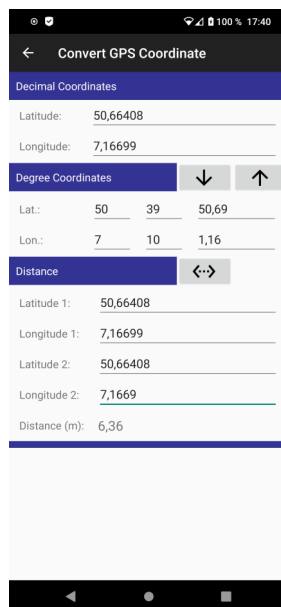 100 % 17:40
Convert GPS Coordinate
Decimal Coordinates
Latitude: 50,66408
Longitude: 7,16699
Degree Coordinates
Lat.: 50 39 50,69
Lon.: 7 10 1,16
Distance
Latitude 1: 50,66408
Longitude 1: 7,16699
Latitude 2: 50,66408
Longitude 2: 7,1669
Distance (m): 6,36